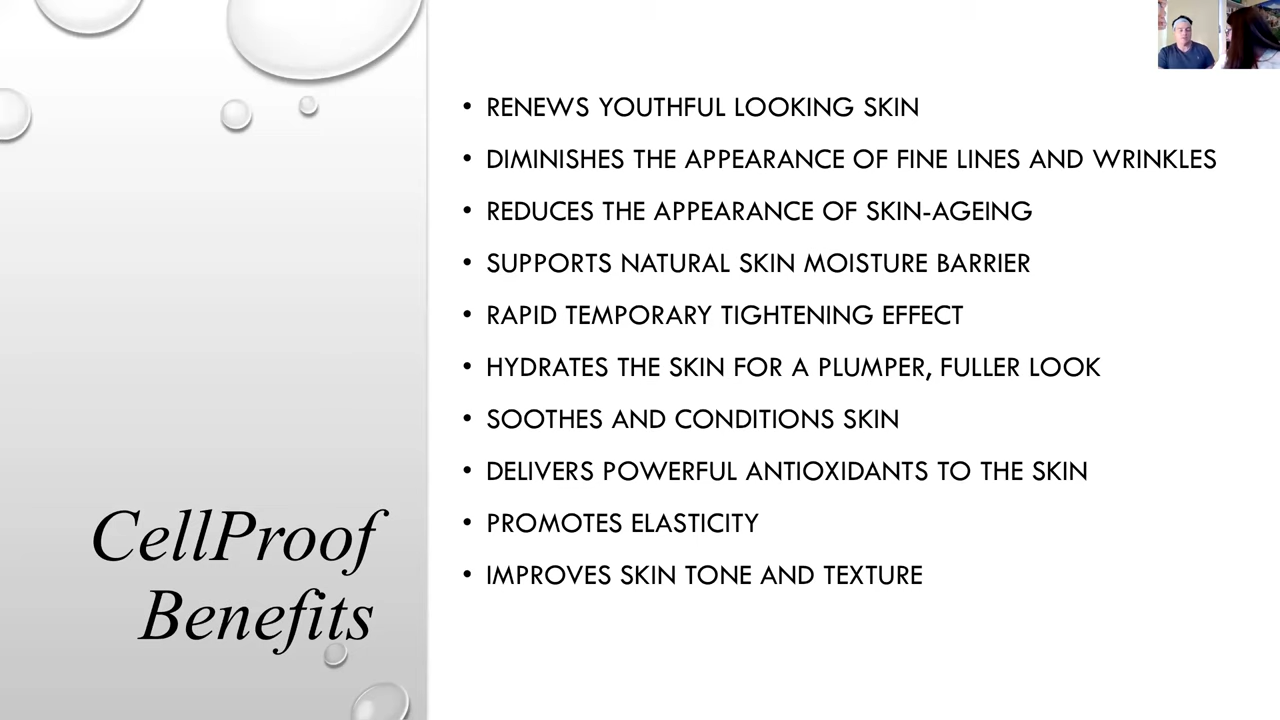 RENEWS YOUTHFUL LOOKING SKIN
DIMINISHES THE APPEARANCE OF FINE LINES AND WRINKLES
REDUCES THE APPEARANCE OF SKIN-AGEING
SUPPORTS NATURAL SKIN MOISTURE BARRIER
RAPID TEMPORARY TIGHTENING EFFECT
HYDRATES THE SKIN FOR A PLUMPER, FULLER LOOK
SOOTHES AND CONDITIONS SKIN
DELIVERS POWERFUL ANTIOXIDANTS TO THE SKIN
PROMOTES ELASTICITY
IMPROVES SKIN TONE AND TEXTURE
CellProof
Benefits